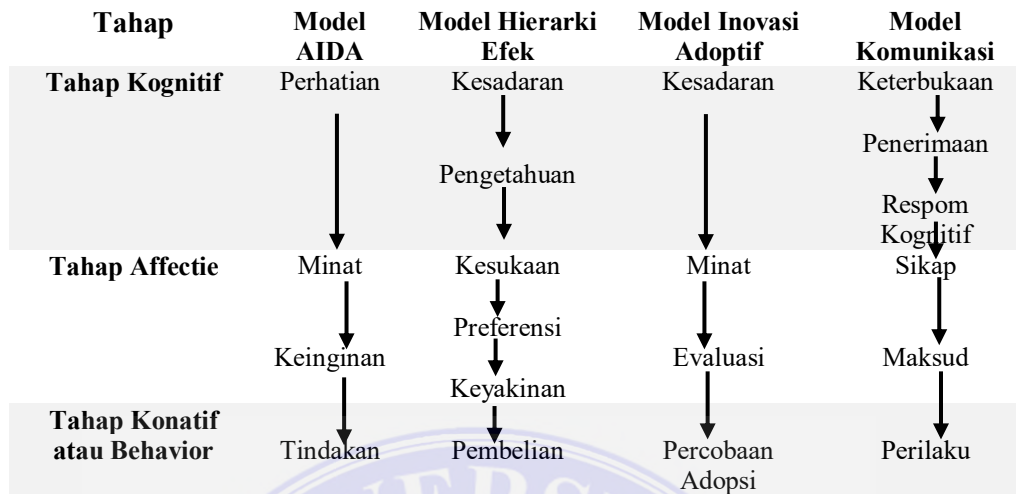 Tahap Model AIDA Model Hierarki Efek Model Inovasi Adoptif Model Komunikasi
Tahap Kognitif Perhatian Kesadaran Kesadaran Keterbukaan
Penerimaan
Pengetahuan
Respom
Kognitif
Tahap Affectie Minat Kesukaan Minat Sikap
Preferensi
Keinginan Evaluasi Maksud
Keyakinan
Tahap Konatif
atau Behavior Tindakan Pembelian Percobaan Perilaku
Adopsi